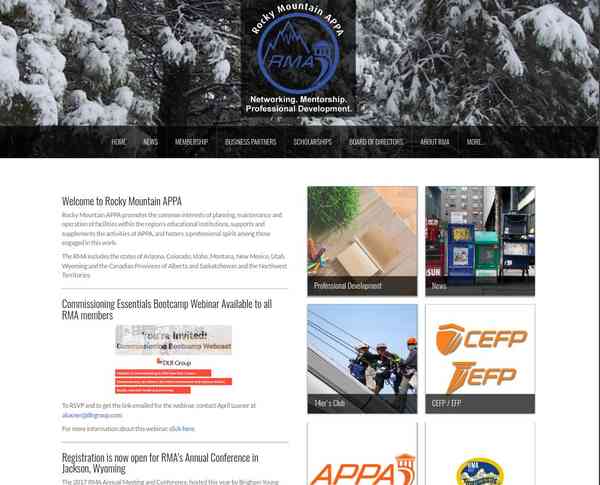 Rocky Mountain APPA
RMA
Networking. Mentorship.
Professional Development.
HOME NEWS MEMBERSHIP BUSINESS PARTNERS SCHOLARSHIPS BOARD OF DIRECTORS ABOUT RMA MORE...
Welcome to Rocky Mountain APPA
Rocky Mountain APPA promotes the common interests of planning, maintenance and
operation of facilities within the region's educational institutions, supports and
supplements the activities of APPA, and fosters a professional spirit among those
engaged in this work.
The RMA includes the states of Arizona, Colorado, Idaho, Montana, New Mexico, Utah,
Wyoming and the Canadian Provinces of Alberta and Saskatchewan and the Northwest
Territories.
Commissioning Essentials Bootcamp Webinar Available to all
RMA members
You're Invited!
Commissioning Bootcamp Webcast
DLR Group
To RSVP and to get the link emailed for the webinar, contact April
at
For more information about this webinar click here.
Registration is now open for RMA's Annual Conference in
Jackson, Wyoming
The 2017 RMA Annual Meeting and Conference, hosted this year by Brigham Young
Professional Development
SUN
News
14er's Club
CEFP
EFP
CEFP / EFP
APPA
RMA